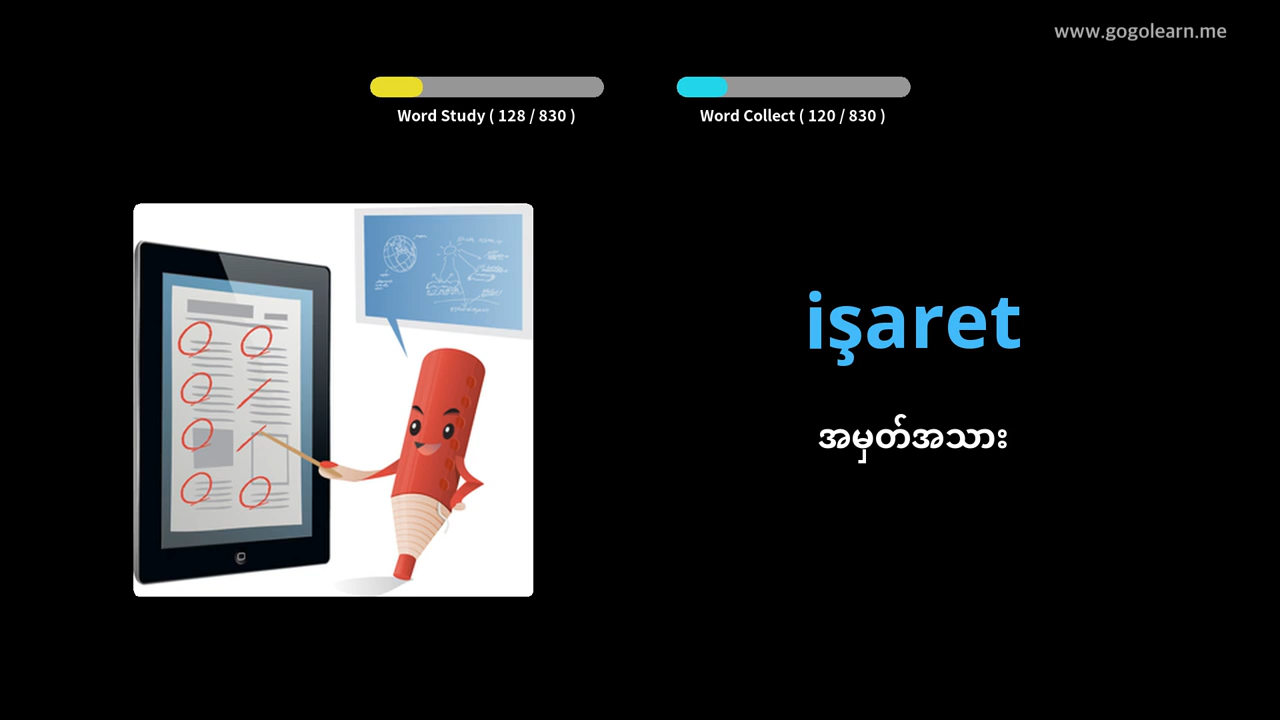 www.gogolearn.me
Word Study ( 128 / 830 )
Word Collect ( 120 / 830 )
işaret
အမှတ်အသား